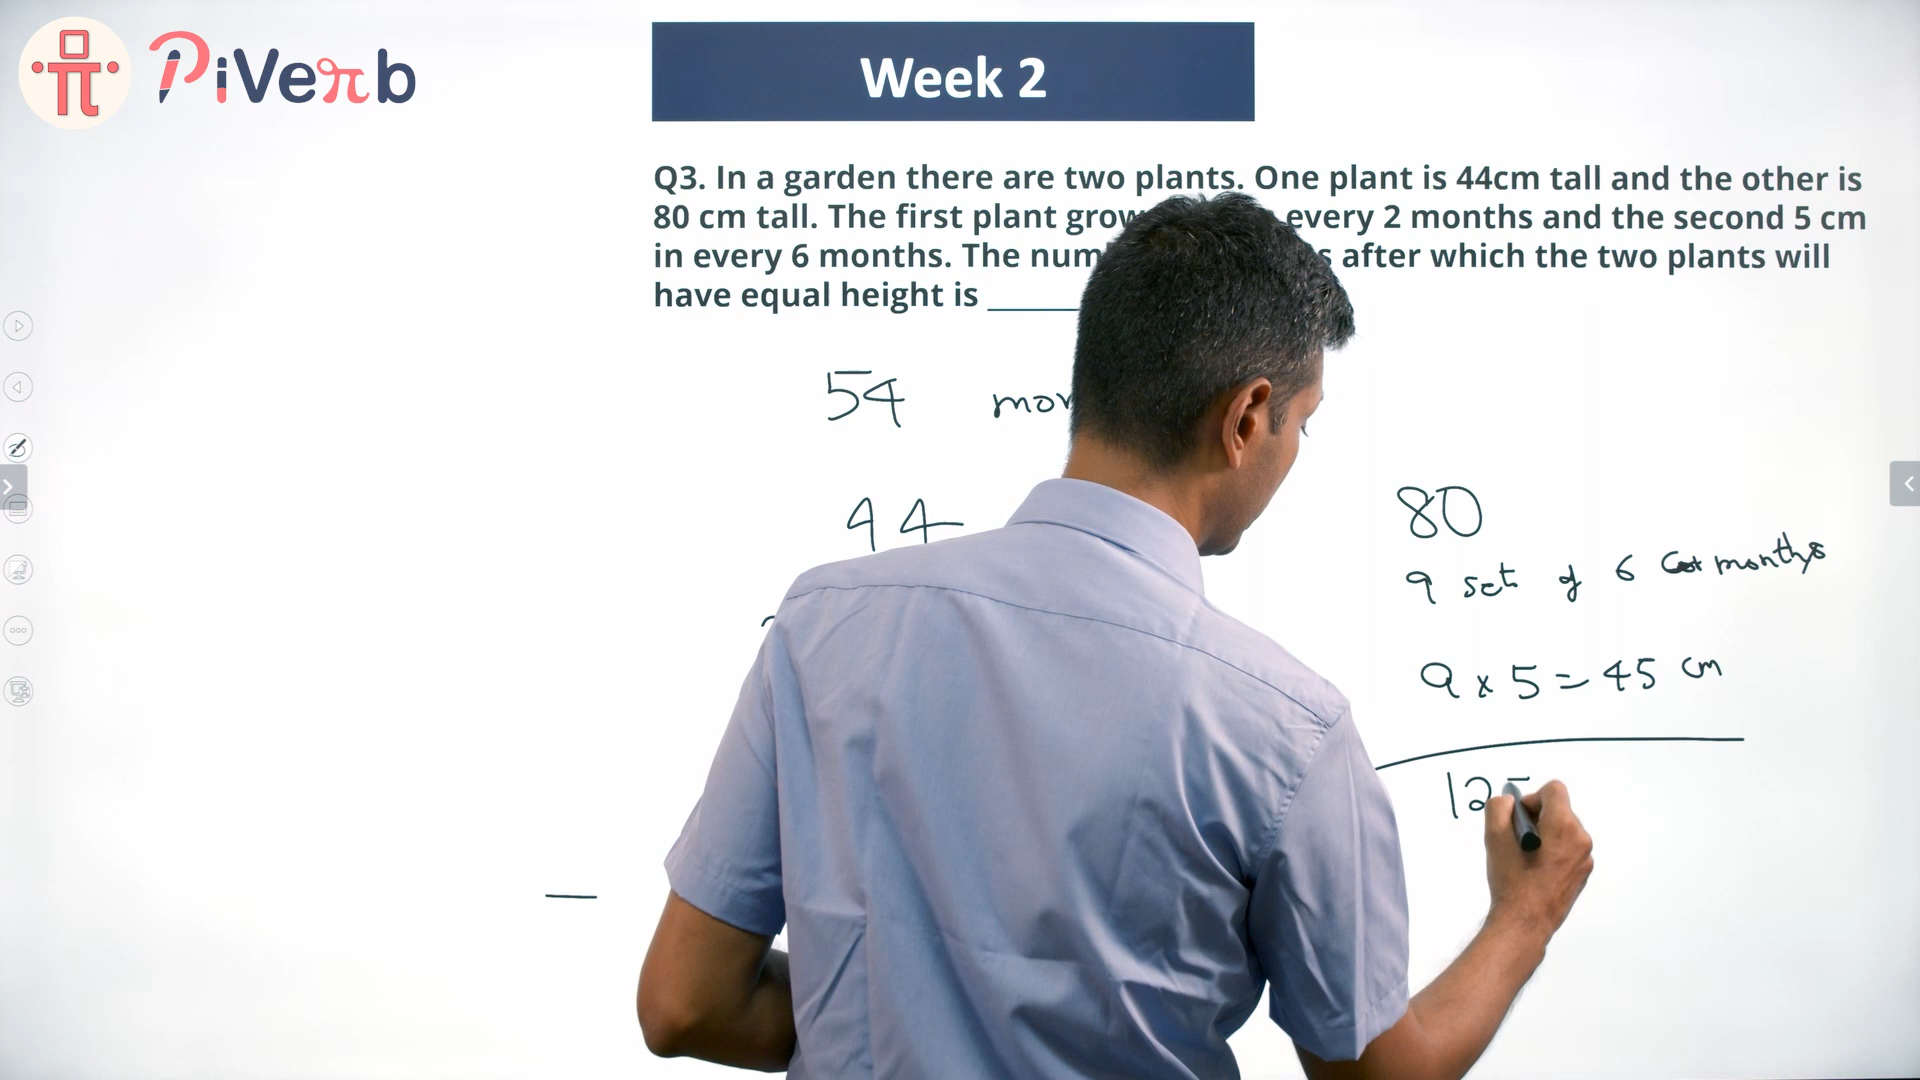 PiVerb
Week 2
Q3. In a garden there are two plants. One plant is 44cm tall and the other is
80 cm tall. The first plant every 2 months and the second 5 cm
in every 6 months. The after which the two plants will
have equal height is ______
54
44
80
9 set of 6 months
9 x 5 = 45 cm
12